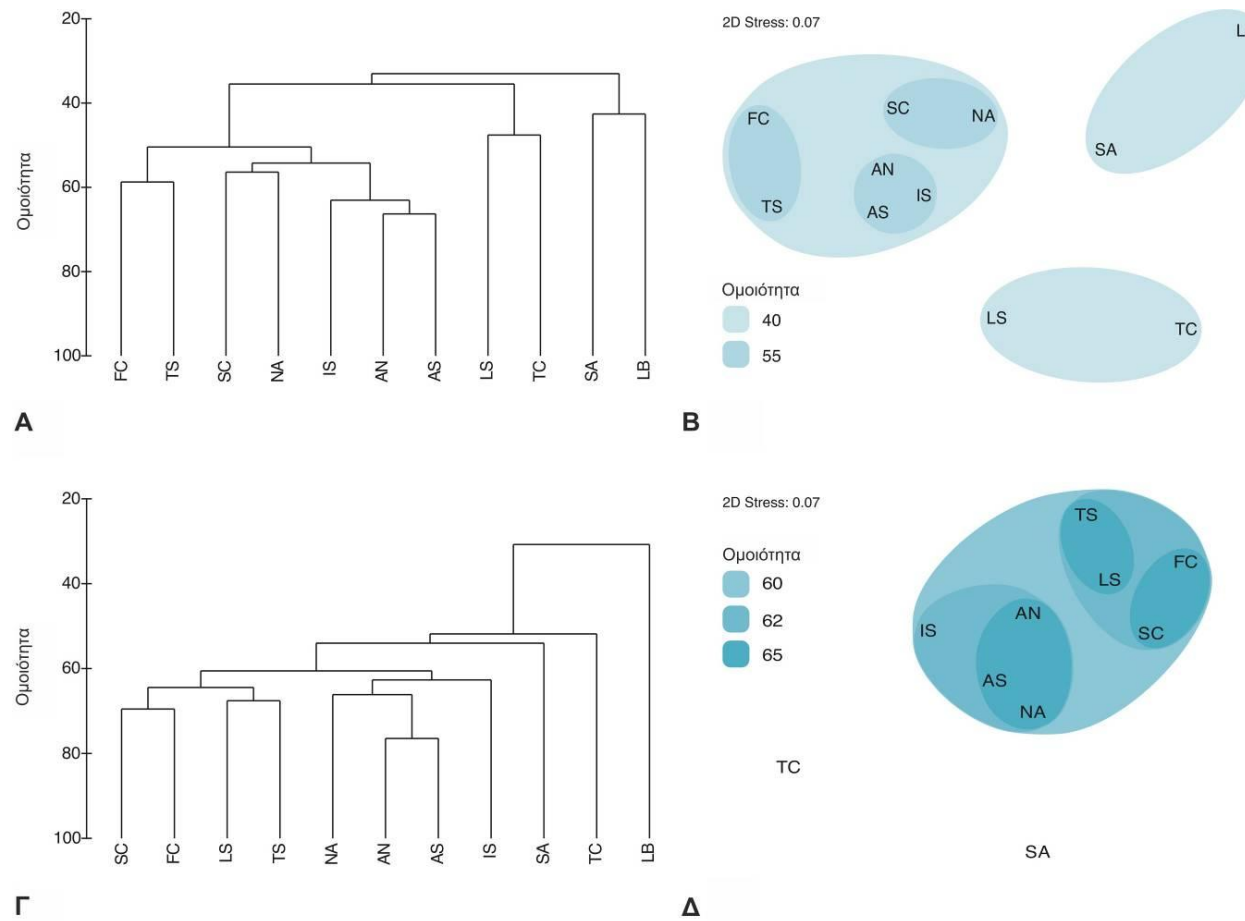 20
40
60
80
100
Ομοιότητα
FC TS SC NA IS AN AS LS TC SA LB
A
2D Stress: 0.07
L
SC
NA
FC
SA
AN
IS
TS
AS
Ομοιότητα
40
55
LS
TC
B
20
40
60
80
100
Ομοιότητα
SC FC LS TS NA AN AS IS SA TC LB
Γ
2D Stress: 0.07
TS
Ομοιότητα
FC
60
LS
62
AN
IS
SC
65
AS
NA
TC
SA
Δ